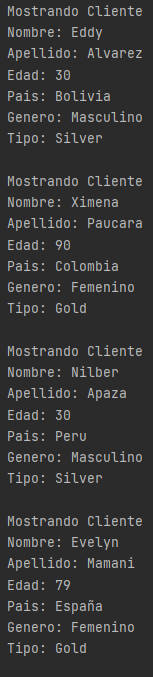 Mostrando Cliente
Nombre: Eddy
Apellido: Alvarez
Edad: 30
Pais: Bolivia
Genero: Masculino
Tipo: Silver
Mostrando Cliente
Nombre: Ximena
Apellido: Paucara
Edad: 90
Pais: Colombia
Genero: Femenino
Tipo: Gold
Mostrando Cliente
Nombre: Nilber
Apellido: Apaza
Edad: 30
Pais: Peru
Genero: Masculino
Tipo: Silver
Mostrando Cliente
Nombre: Evelyn
Apellido: Mamani
Edad: 79
Pais: España
Genero: Femenino
Tipo: Gold